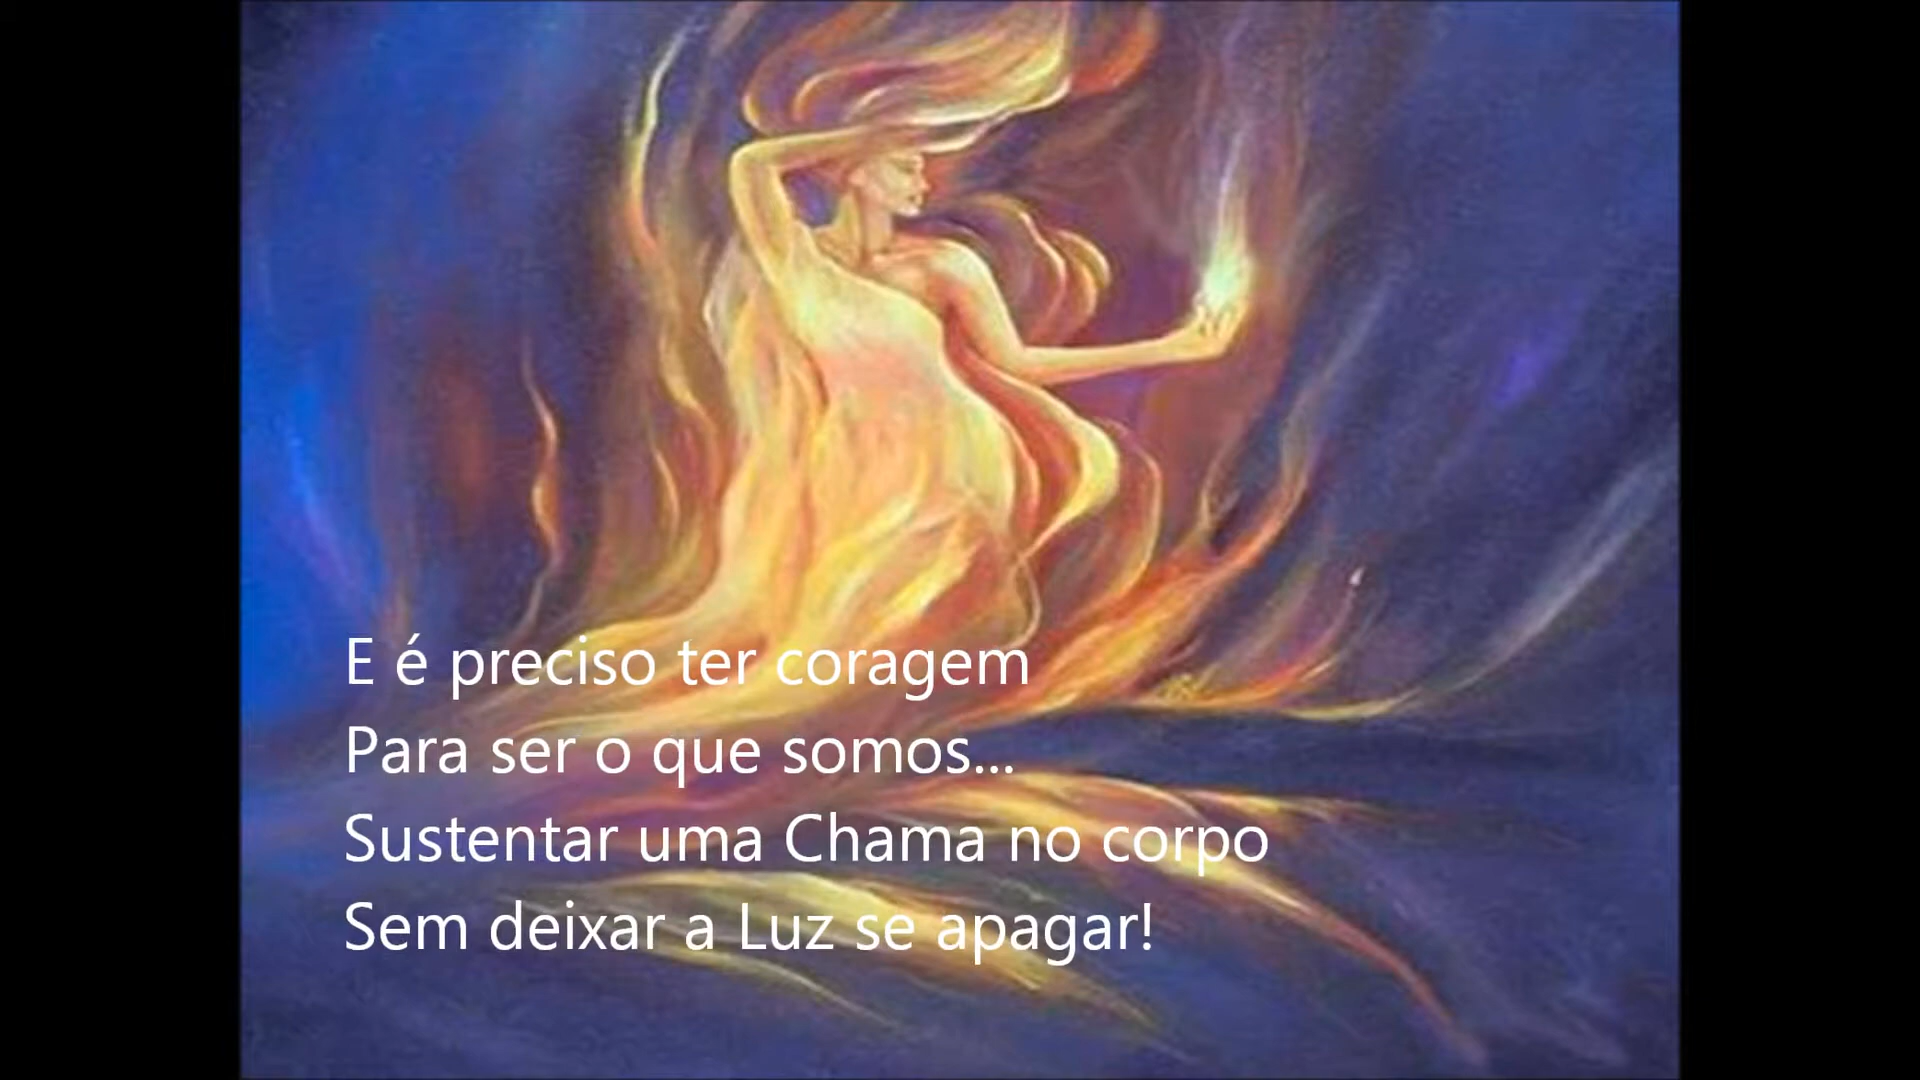 E é preciso ter coragem
Para ser o que somos...
Sustentar uma Chama no corpo
Sem deixar a Luz se apagar!